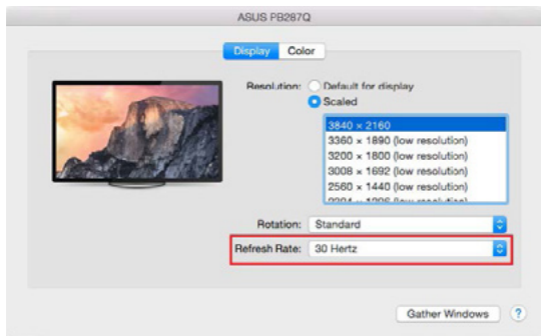 ASUS PB287Q
Display Color
Resolution: Default for display
Scaled
3840 × 2160
3360 × 1890 (low resolution)
3200 × 1800 (low resolution)
3008 × 1692 (low resolution)
2560 × 1440 (low resolution)
Rotation: Standard
Refresh Rate: 30 Hertz
Gather Windows ?